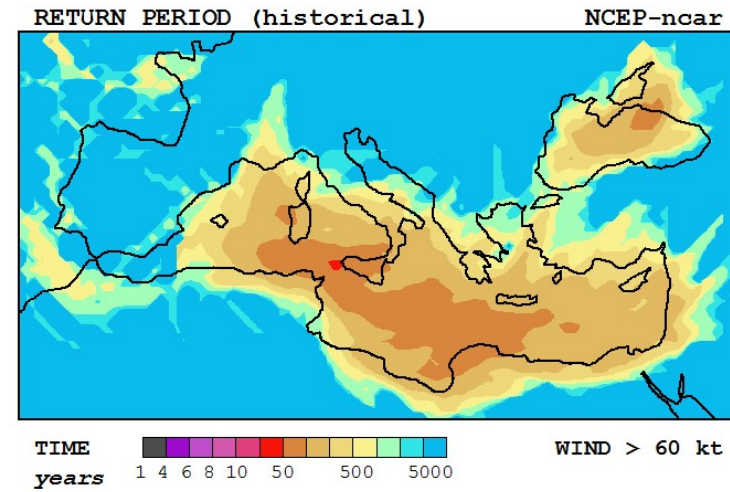 RETURN PERIOD (historical) NCEP-ncar
TIME WIND > 60 kt
years 1 4 6 8 10 50 500 5000